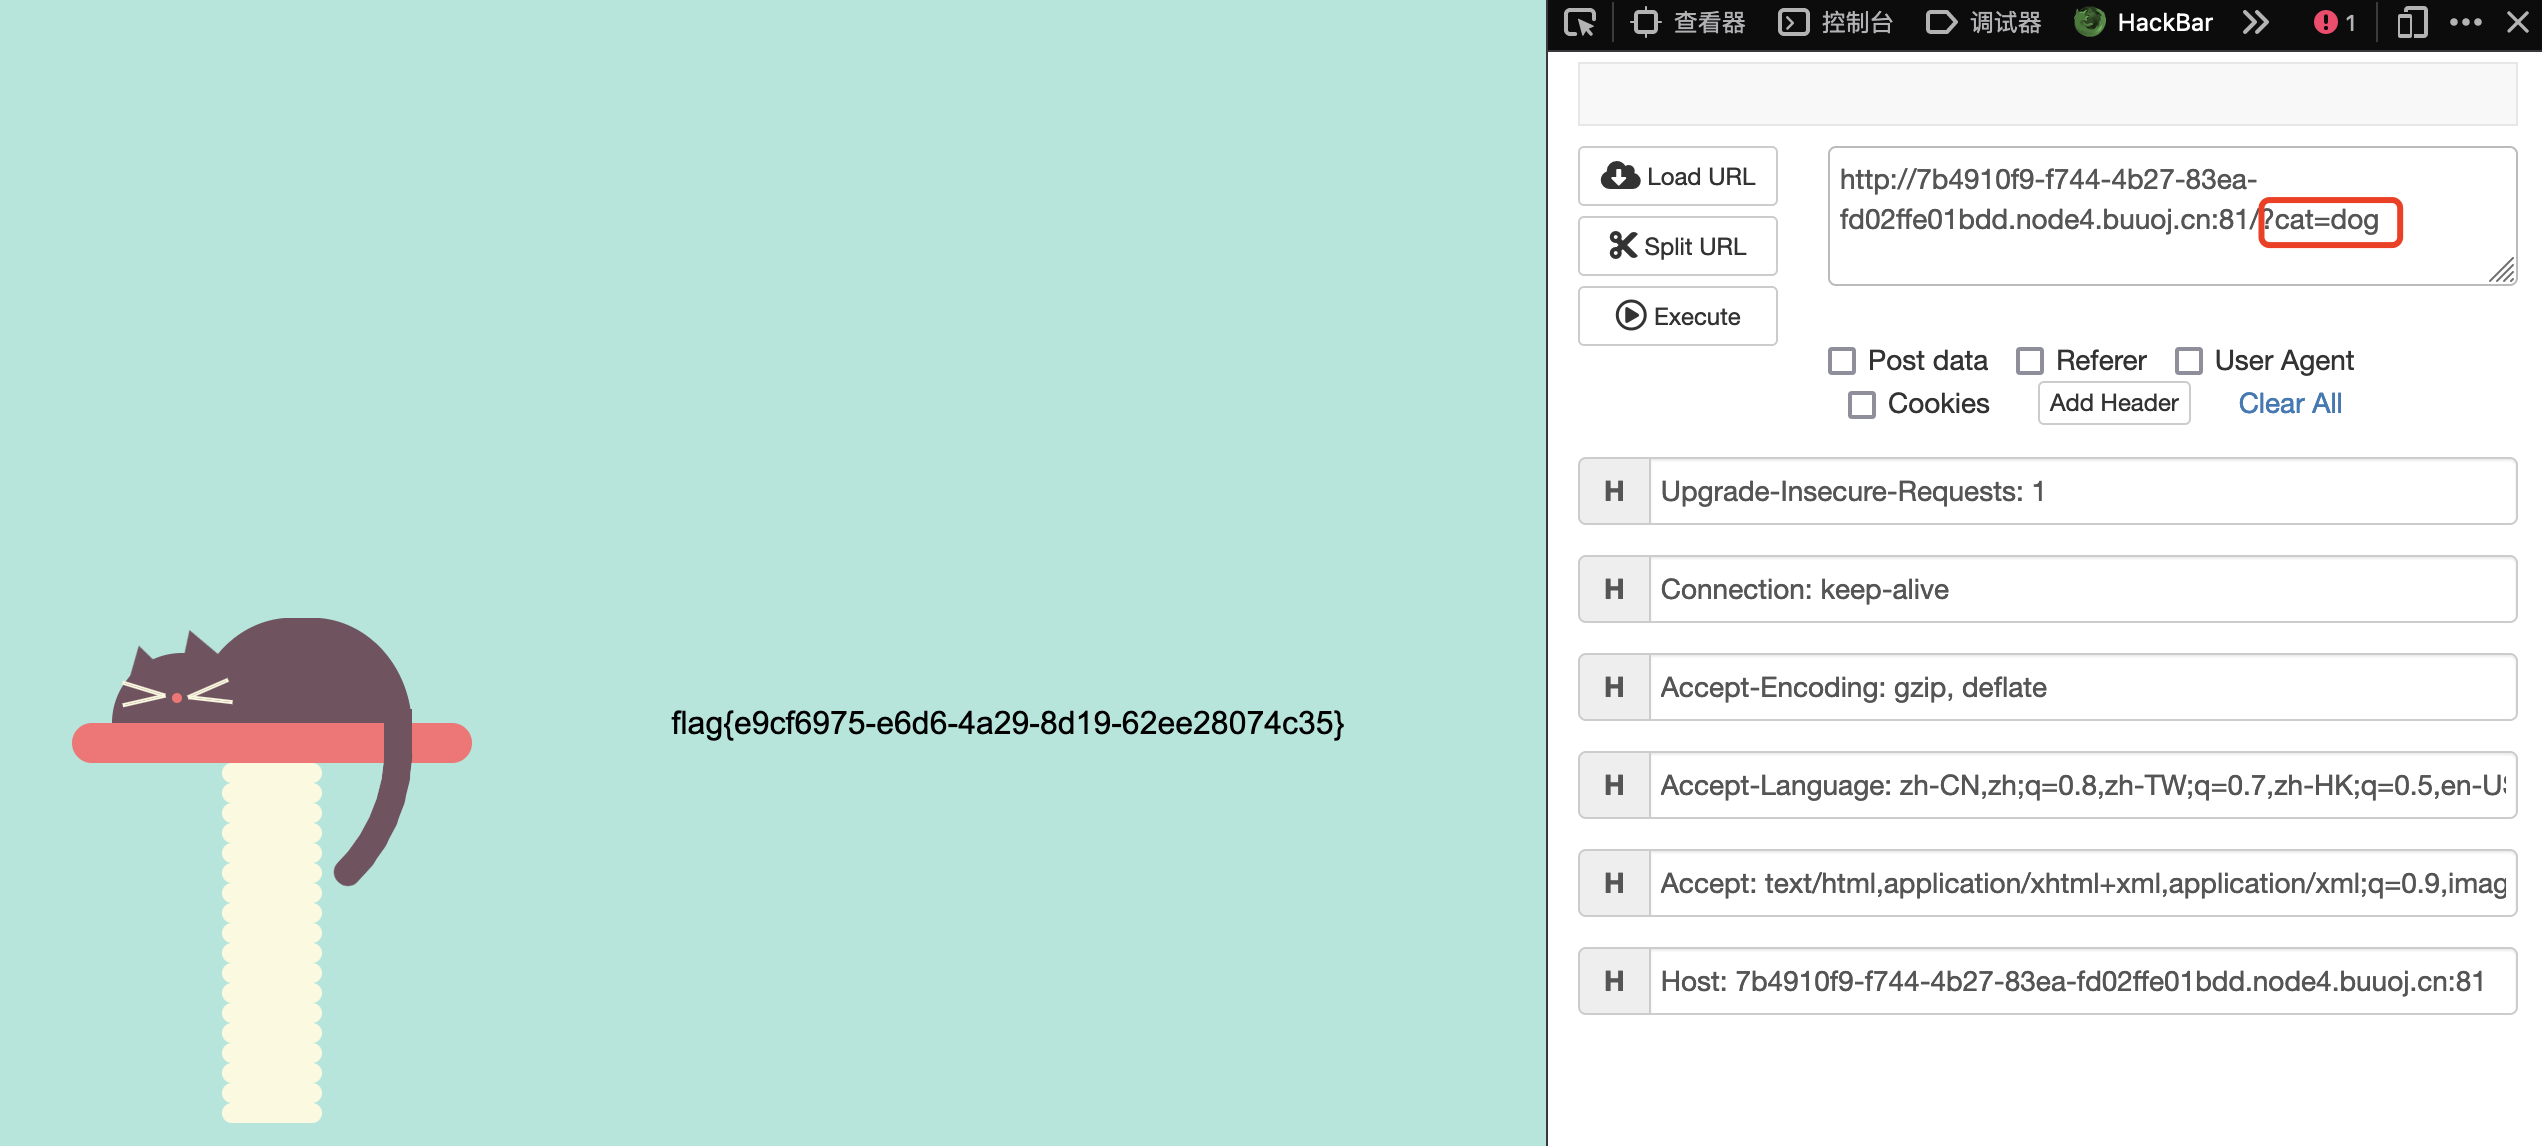 查看器 控制台 调试器 HackBar 1
Load URL
Split URL
Execute
http://7b4910f9-f744-4b27-83ea-
fd02ffe01bdd.node4.buuoj.cn:81/?cat=dog
Post data Referer User Agent
Cookies Add Header Clear All
H Upgrade-Insecure-Requests: 1
H Connection: keep-alive
H Accept-Encoding: gzip, deflate
flag{e9cf6975-e6d6-4a29-8d19-62ee28074c35}
H Accept-Language: zh-CN,zh;q=0.8,zh-TW;q=0.7,zh-HK;q=0.5,en-US
H Accept: text/html,application/xhtml+xml,application/xml;q=0.9,imag
H Host: 7b4910f9-f744-4b27-83ea-fd02ffe01bdd.node4.buuoj.cn:81